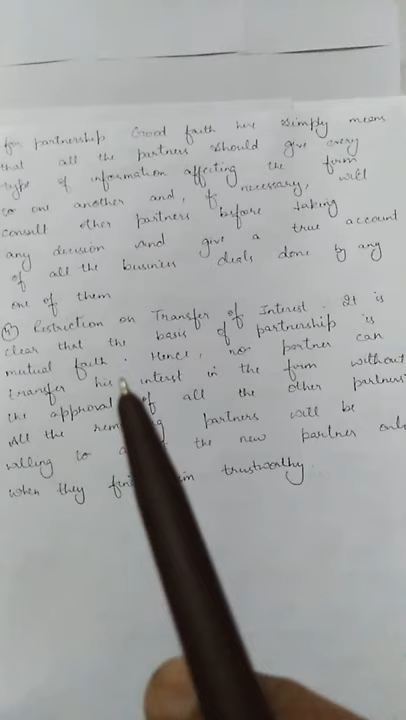 for partnership Good faith here simply means
that all the partners should give every
type of information affecting the firm
to one another and, if necessary, will
consult other partners before taking
any decision and give a true account
of all the business deals done by any
one of them
Restriction on Transfer of Interest - It is
clear that the basis of partnership is
mutual faith. Hence, no partner can
transfer his interest in the firm without
the approval of all the other partners
All the partners will be
willing to the new partner only
when they trustworthy.